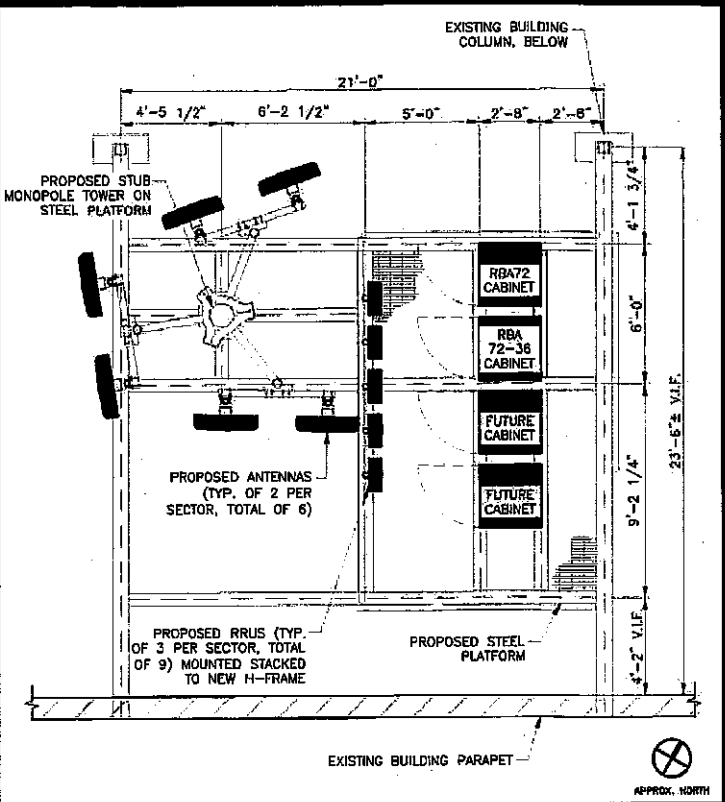 EXISTING BUILDING
COLUMN, BELOW
21'-0"
4'-5 1/2"
6'-2 1/2"
5'-0"
2'-8"
2'-8"
PROPOSED STUB
MONOPOLE TOWER ON
STEEL PLATFORM
4'-1 3/4"
RBA72
CABINET
6'-0"
RBA
72-36
CABINET
23'-6"± V.I.F.
FUTURE
CABINET
PROPOSED ANTENNAS
(TYP. OF 2 PER
SECTOR, TOTAL OF 6)
FUTURE
CABINET
9'-2 1/4"
PROPOSED RRUS (TYP.
OF 3 PER SECTOR, TOTAL
OF 9) MOUNTED STACKED
TO NEW H-FRAME
PROPOSED STEEL
PLATFORM
4'-2" V.I.F.
EXISTING BUILDING PARAPET
APPROX. NORTH